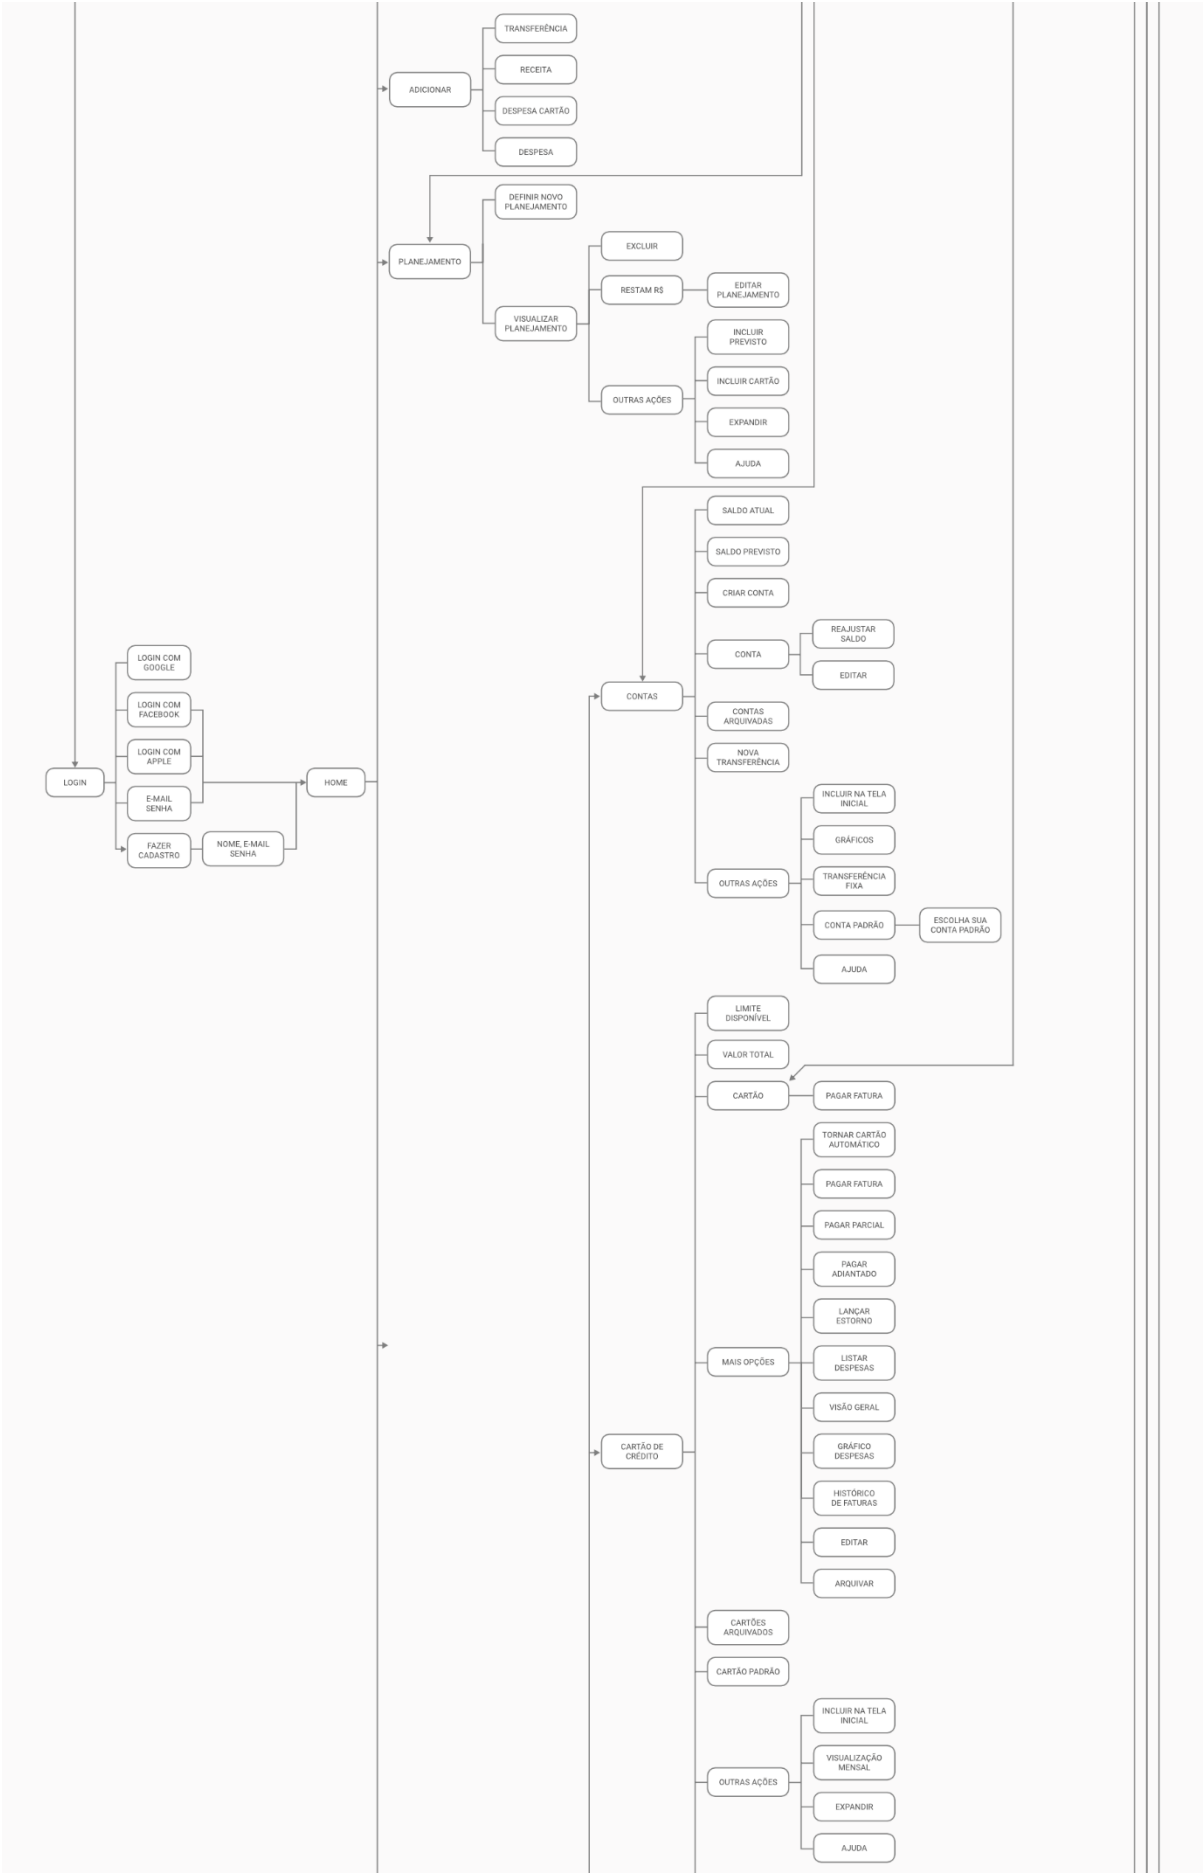 TRANSFERÊNCIA
RECEITA
ADICIONAR
DESPESA CARTÃO
DESPESA
DEFINIR NOVO
PLANEJAMENTO
EXCLUIR
PLANEJAMENTO
RESTAM R$
EDITAR
PLANEJAMENTO
VISUALIZAR
PLANEJAMENTO
INCLUIR
PREVISTO
INCLUIR CARTÃO
OUTRAS AÇÕES
EXPANDIR
AJUDA
SALDO ATUAL
SALDO PREVISTO
CRIAR CONTA
REAJUSTAR
SALDO
CONTA
EDITAR
CONTAS
CONTAS
ARQUIVADAS
NOVA
TRANSFERÊNCIA
LOGIN COM
GOOGLE
LOGIN COM
FACEBOOK
LOGIN COM
APPLE
LOGIN
HOME
E-MAIL
SENHA
FAZER
CADASTRO
NOME, E-MAIL
SENHA
INCLUIR NA TELA
INICIAL
GRÁFICOS
OUTRAS AÇÕES
TRANSFERÊNCIA
FIXA
CONTA PADRÃO
ESCOLHA SUA
CONTA PADRÃO
AJUDA
LIMITE
DISPONÍVEL
VALOR TOTAL
CARTÃO
PAGAR FATURA
TORNAR CARTÃO
AUTOMÁTICO
PAGAR FATURA
PAGAR PARCIAL
PAGAR
ADIANTADO
LANÇAR
ESTORNO
MAIS OPÇÕES
LISTAR
DESPESAS
VISÃO GERAL
CARTÃO DE
CRÉDITO
GRÁFICO
DESPESAS
HISTÓRICO
DE FATURAS
EDITAR
ARQUIVAR
CARTÕES
ARQUIVADOS
CARTÃO PADRÃO
INCLUIR NA TELA
INICIAL
VISUALIZAÇÃO
MENSAL
OUTRAS AÇÕES
EXPANDIR
AJUDA